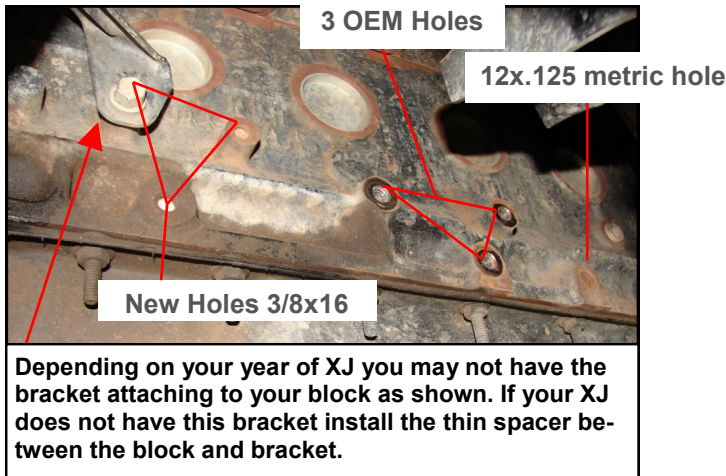 3 OEM Holes
12x.125 metric hole
New Holes 3/8x16
Depending on your year of XJ you may not have the
bracket attaching to your block as shown. If your XJ
does not have this bracket install the thin spacer be-
tween the block and bracket.